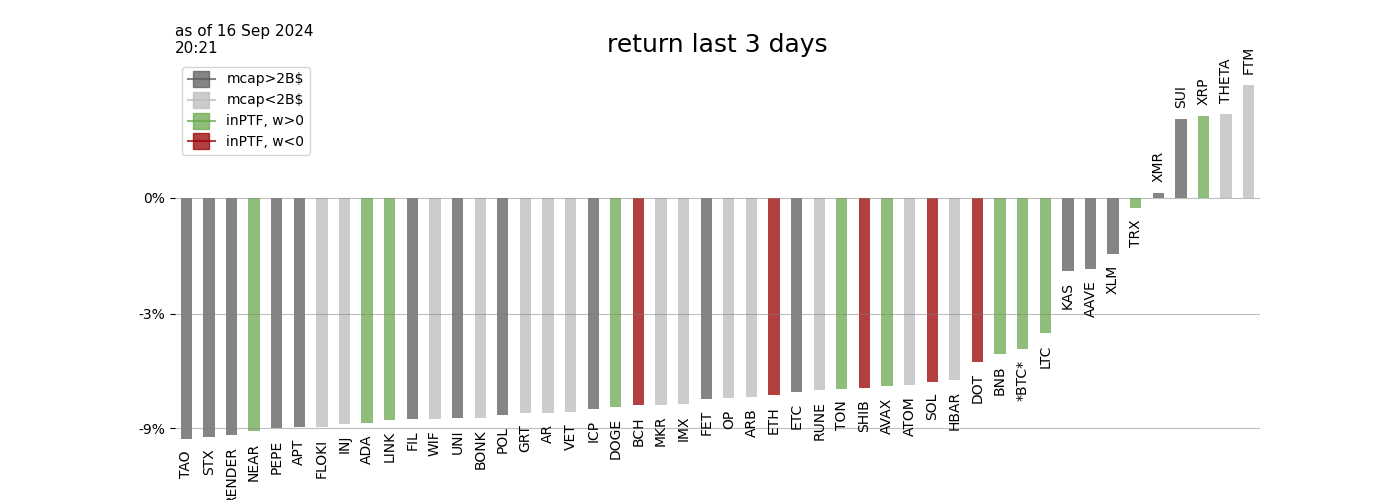 as of 16 Sep 2024
20:21
return last 3 days
mcap>2B$
mcap<2B$
inPTF, w>0
inPTF, w<0
0%
-3%
-9%
TAO
STX
RENDER
NEAR
PEPE
APT
FLOKI
INJ
ADA
LINK
FIL
WIF
UNI
BONK
POL
GRT
AR
VET
ICP
DOGE
BCH
MKR
IMX
FET
OP
ARB
ETH
ETC
RUNE
TON
SHIB
AVAX
ATOM
SOL
HBAR
DOT
BNB
*BTC*
LTC
KAS
AAVE
XLM
TRX
XMR
SUI
XRP
THETA
FTM